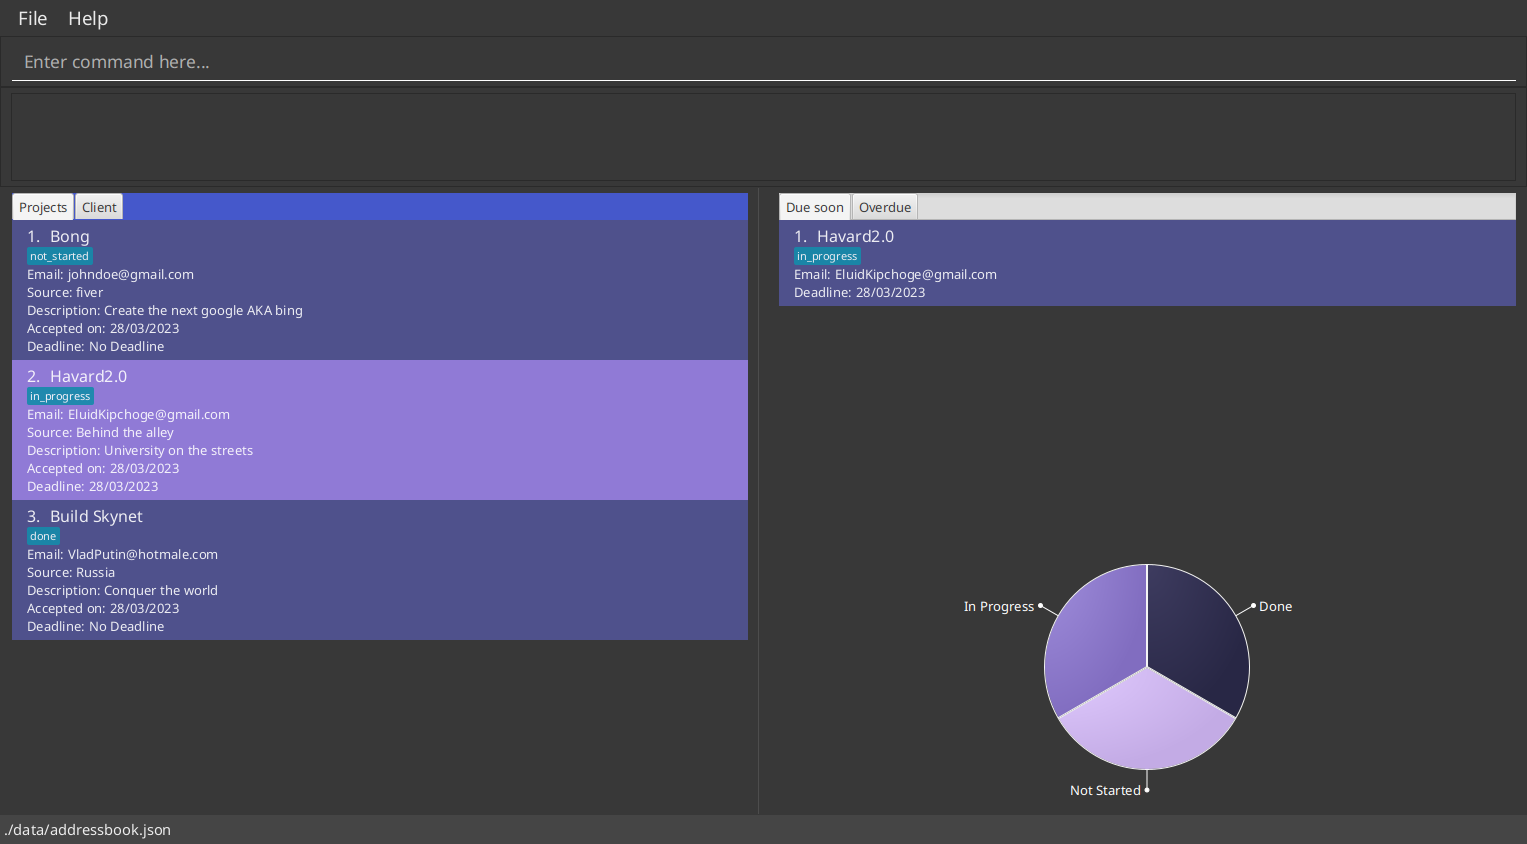 File Help
Enter command here...
Projects Client
1. Bong
not_started
Email: johndoe@gmail.com
Source: fiver
Description: Create the next google AKA bing
Accepted on: 28/03/2023
Deadline: No Deadline
2. Havard2.0
in_progress
Email: EluidKipchoge@gmail.com
Source: Behind the alley
Description: University on the streets
Accepted on: 28/03/2023
Deadline: 28/03/2023
3. Build Skynet
done
Email: VladPutin@hotmale.com
Source: Russia
Description: Conquer the world
Accepted on: 28/03/2023
Deadline: No Deadline
Due soon Overdue
1. Havard2.0
in_progress
Email: EluidKipchoge@gmail.com
Deadline: 28/03/2023
In Progress
Done
Not Started
./data/addressbook.json